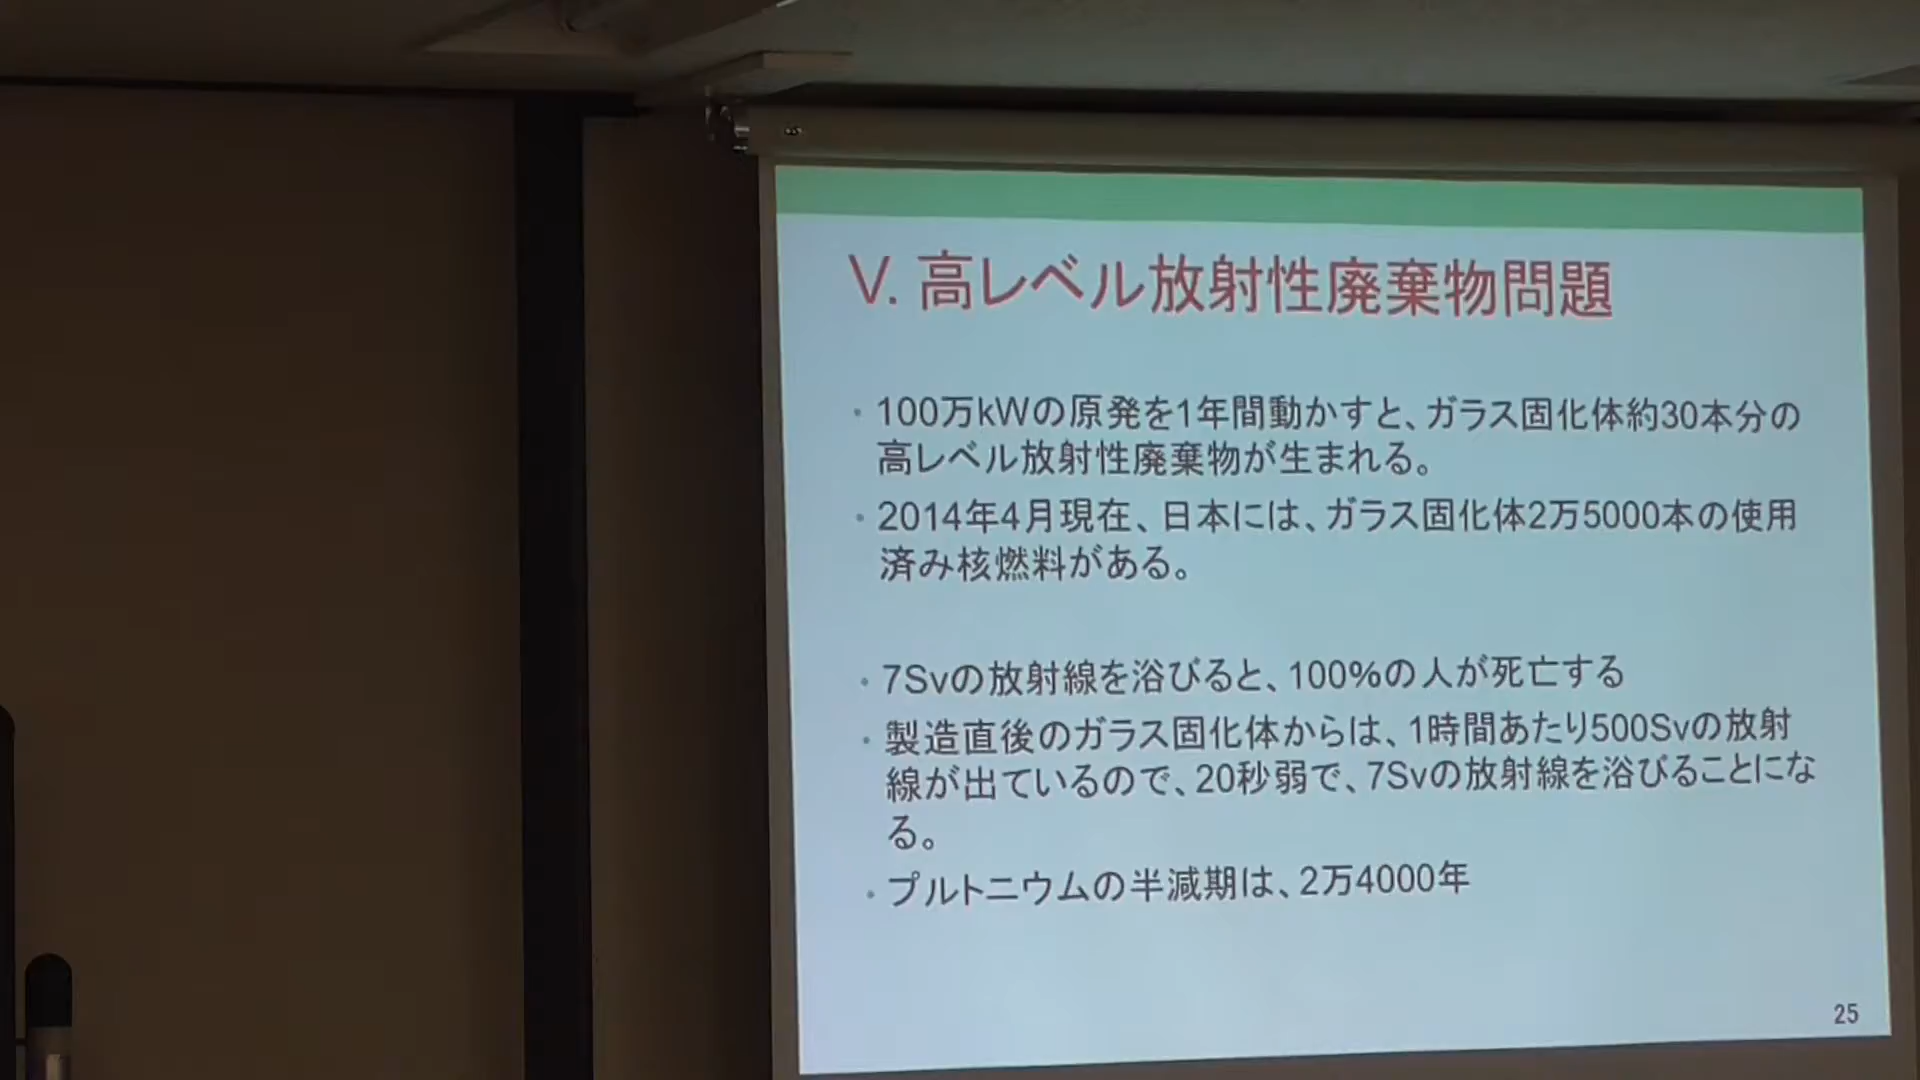 V. 高レベル放射性廃棄物問題
・100万kWの原発を1年間動かすと、ガラス固化体約30本分の
高レベル放射性廃棄物が生まれる。
・2014年4月現在、日本には、ガラス固化体2万5000本の使用
済み核燃料がある。
・7Svの放射線を浴びると、100%の人が死亡する
・製造直後のガラス固化体からは、1時間あたり500Svの放射
線が出ているので、20秒弱で、7Svの放射線を浴びることにな
る。
・プルトニウムの半減期は、2万4000年
25